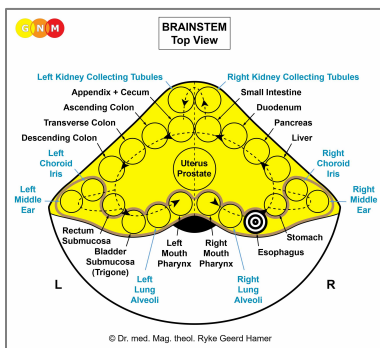 GNM
BRAINSTEM
Top View
Left Kidney Collecting Tubules
Right Kidney Collecting Tubules
Appendix + Cecum
Small Intestine
Ascending Colon
Duodenum
Transverse Colon
Pancreas
Descending Colon
Liver
Left
Choroid
Iris
Right
Choroid
Iris
Uterus
Prostate
Left
Middle
Ear
Right
Middle
Ear
Rectum
Submucosa
Bladder
Submucosa
(Trigone)
Left
Lung
Alveoli
Left
Mouth
Pharynx
Right
Mouth
Pharynx
Right
Lung
Alveoli
Esophagus
Stomach
L
R
© Dr. med. Mag. theol. Ryke Geerd Hamer